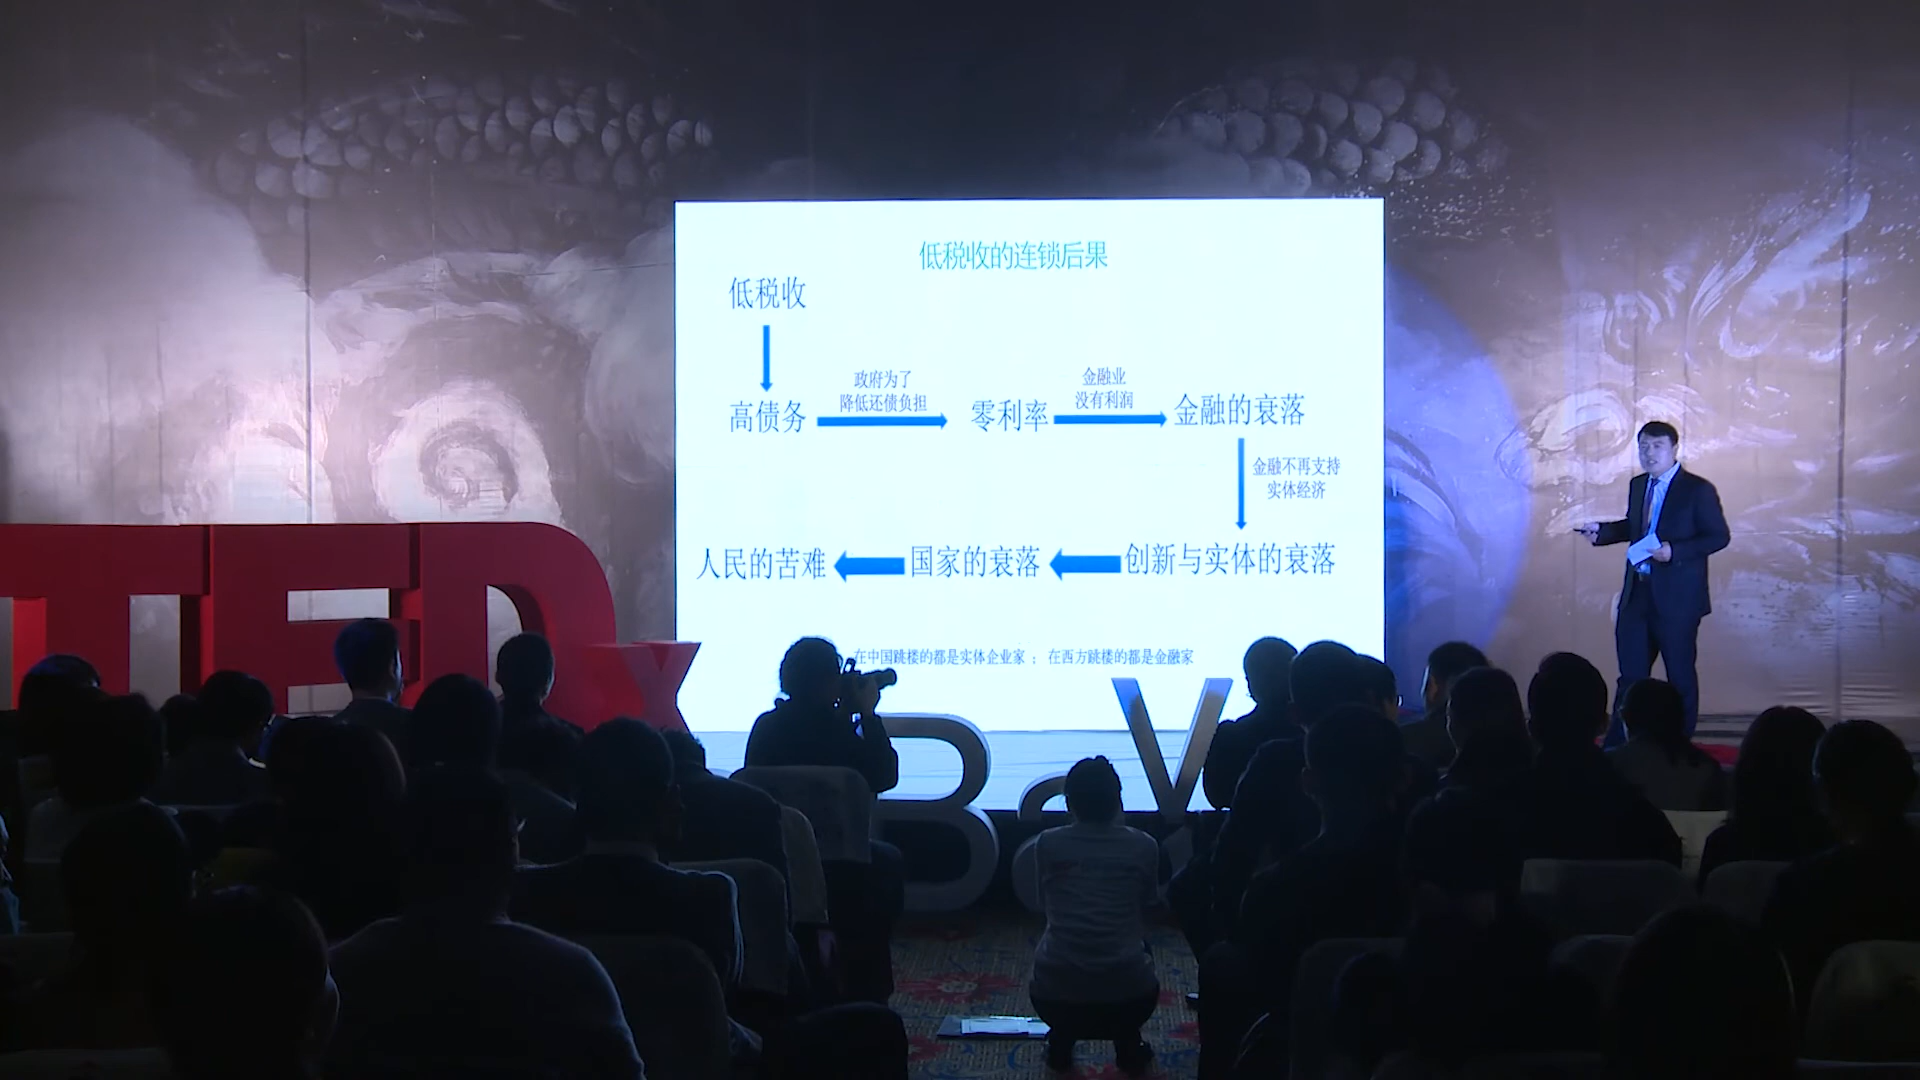 低税收的连锁后果
低税收
高债务
政府为了
降低还债负担
零利率
金融业
没有利润
金融的衰落
金融不再支持
实体经济
创新与实体的衰落
国家的衰落
人民的苦难
在中国跳楼的都是实体企业家 ； 在西方跳楼的都是金融家
TEDx
BaY